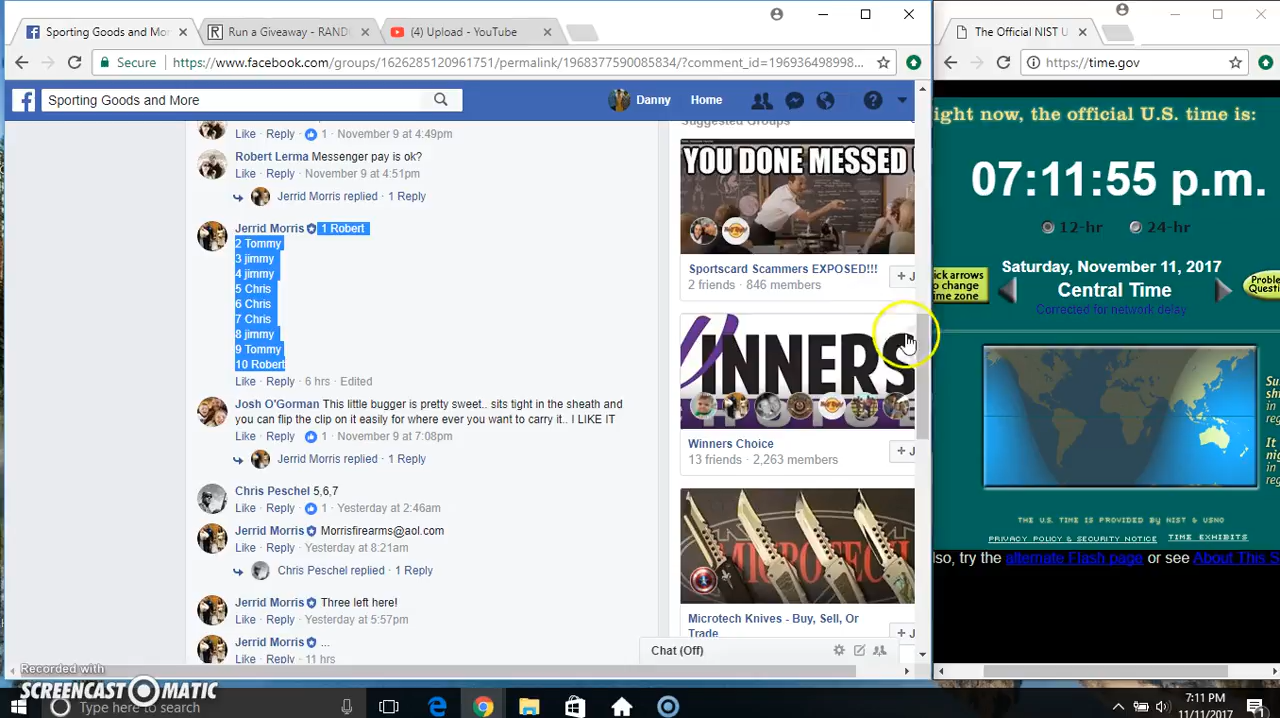 Sporting Goods and Mor
Run a Giveaway - RAND
(4) Upload - YouTube
The Official NIST U
Secure
https://www.facebook.com/groups/1626285120961751/permalink/1968377590085834/?comment_id=196936498998...
https://time.gov
Sporting Goods and More
Danny
Home
Like · Reply · 1 · November 9 at 4:49pm
Robert Lerma Messenger pay is ok?
Like · Reply · November 9 at 4:51pm
Jerrid Morris replied · 1 Reply
Jerrid Morris 1 Robert
2 Tommy
3 jimmy
4 jimmy
5 Chris
6 Chris
7 Chris
8 jimmy
9 Tommy
10 Robert
Like · Reply · 6 hrs · Edited
Josh O'Gorman This little bugger is pretty sweet.. sits tight in the sheath and
you can flip the clip on it easily for where ever you want to carry it.. I LIKE IT
Like · Reply · 1 · November 9 at 7:08pm
Jerrid Morris replied · 1 Reply
Chris Peschel 5,6,7
Like · Reply · 1 · Yesterday at 2:46am
Jerrid Morris Morrisfirearms@aol.com
Like · Reply · Yesterday at 8:21am
Chris Peschel replied · 1 Reply
Jerrid Morris Three left here!
Like · Reply · Yesterday at 5:57pm
Jerrid Morris ...
Like · Reply · 11 hrs
Suggested Groups
YOU DONE MESSED U
Sportscard Scammers EXPOSED!!!
2 friends · 846 members
+ J
INNERS
Winners Choice
13 friends · 2,263 members
+ J
MICROTECH
Microtech Knives - Buy, Sell, Or
Trade
+ J
Chat (Off)
ight now, the official U.S. time is:
07:11:55 p.m.
12-hr
24-hr
Saturday, November 11, 2017
ick arrows
o change
ime zone
Central Time
Proble
Questi
Corrected for network delay
THE U.S. TIME IS PROVIDED BY NIST & USNO
PRIVACY POLICY & SECURITY NOTICE
TIME EXHIBITS
lso, try the alternate Flash page or see About This S
Recorded with
SCREENCAST-O-MATIC
Type here to search
7:11 PM
11/11/2017